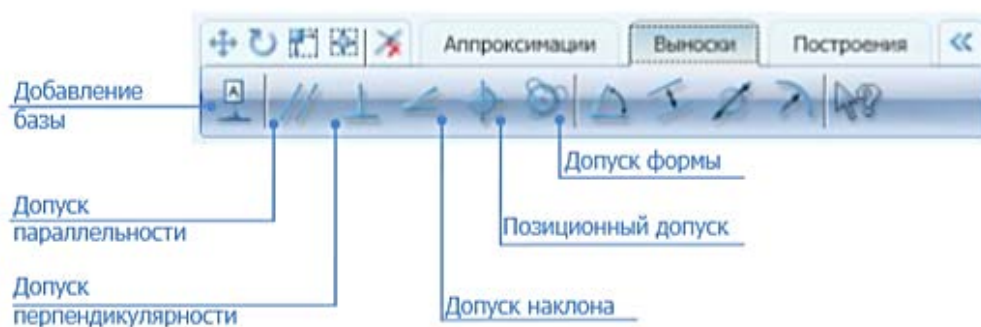 Аппроксимации
Выноски
Построения
A
Добавление
базы
Допуск формы
Допуск
параллельности
Позиционный допуск
Допуск
перпендикулярности
Допуск наклона